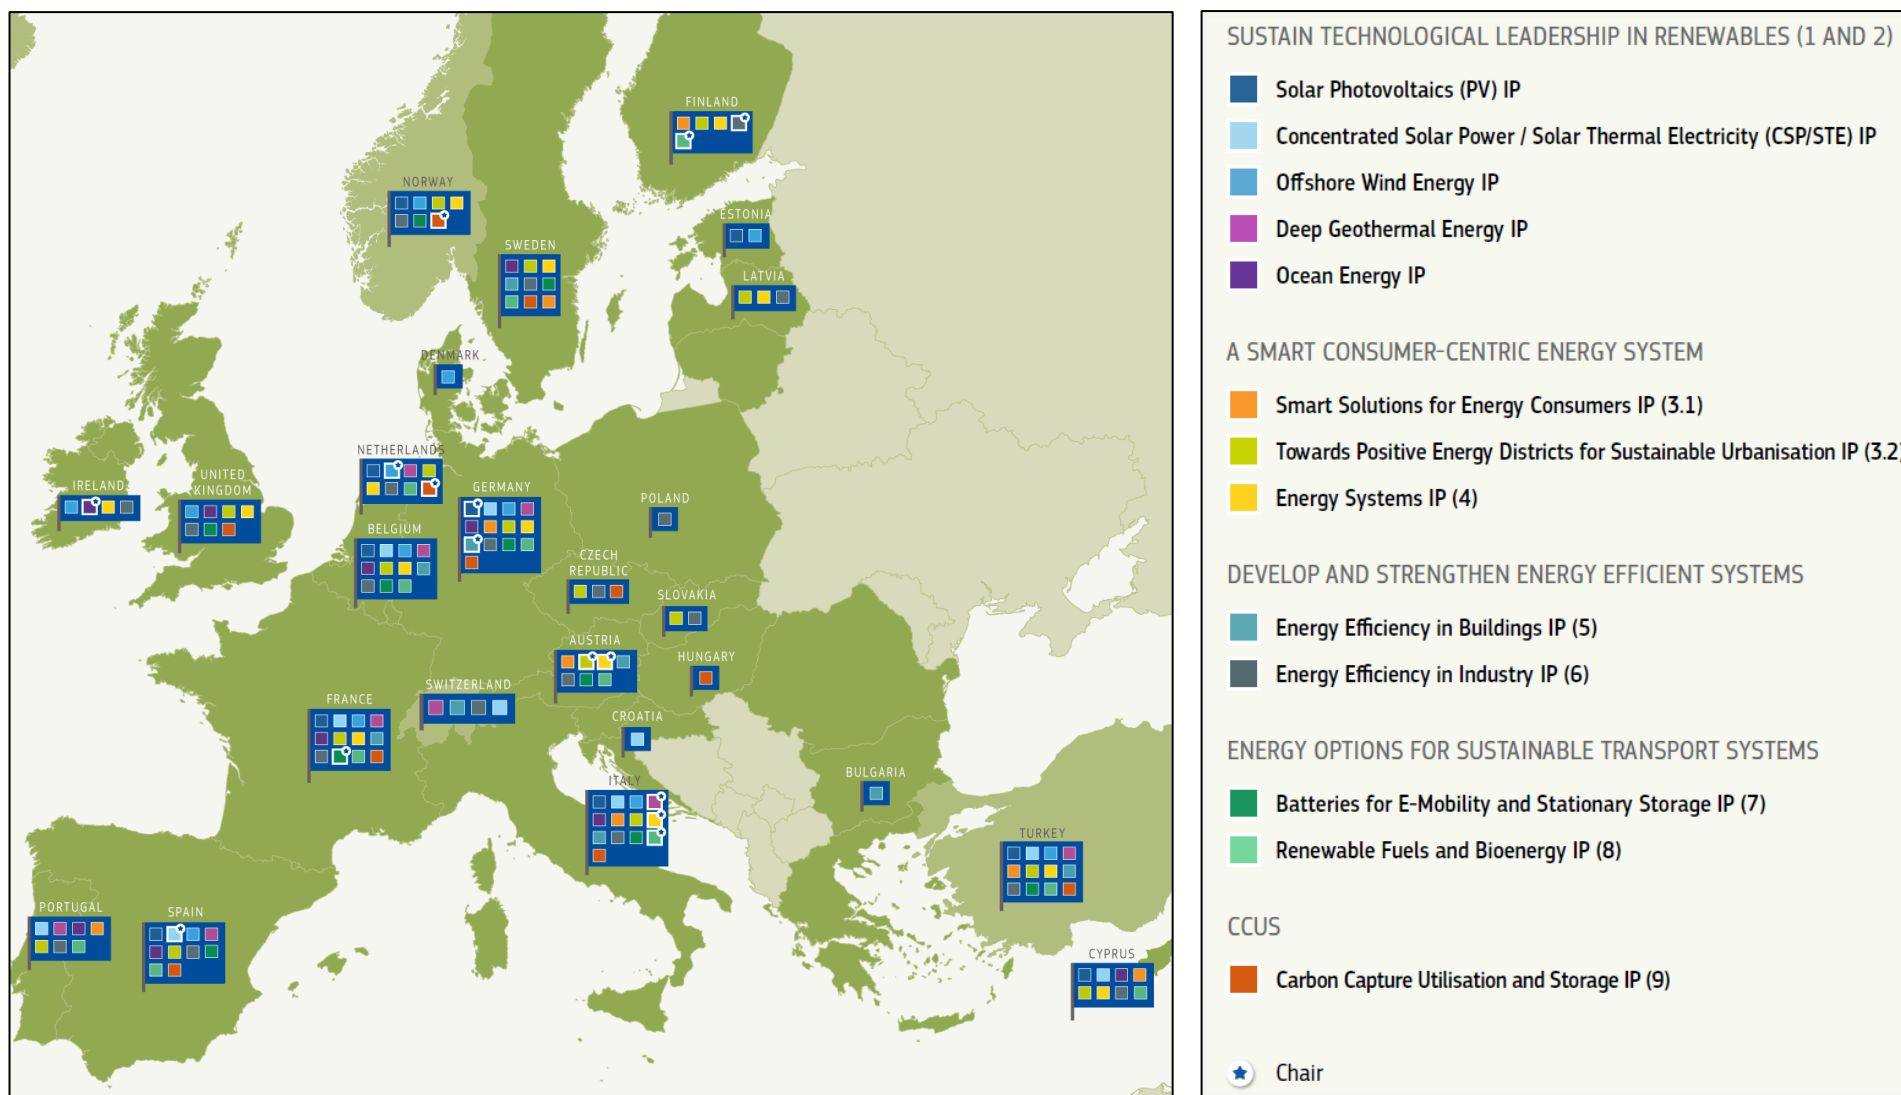 FINLAND
NORWAY
ESTONIA
SWEDEN
LATVIA
DENMARK
NETHERLANDS
UNITED
KINGDOM
IRELAND
GERMANY
POLAND
BELGIUM
CZECH
REPUBLIC
SLOVAKIA
AUSTRIA
HUNGARY
SWITZERLAND
FRANCE
CROATIA
BULGARIA
ITALY
TURKEY
PORTUGAL
SPAIN
CYPRUS
SUSTAIN TECHNOLOGICAL LEADERSHIP IN RENEWABLES (1 AND 2)
Solar Photovoltaics (PV) IP
Concentrated Solar Power / Solar Thermal Electricity (CSP/STE) IP
Offshore Wind Energy IP
Deep Geothermal Energy IP
Ocean Energy IP
A SMART CONSUMER-CENTRIC ENERGY SYSTEM
Smart Solutions for Energy Consumers IP (3.1)
Towards Positive Energy Districts for Sustainable Urbanisation IP (3.2)
Energy Systems IP (4)
DEVELOP AND STRENGTHEN ENERGY EFFICIENT SYSTEMS
Energy Efficiency in Buildings IP (5)
Energy Efficiency in Industry IP (6)
ENERGY OPTIONS FOR SUSTAINABLE TRANSPORT SYSTEMS
Batteries for E-Mobility and Stationary Storage IP (7)
Renewable Fuels and Bioenergy IP (8)
CCUS
Carbon Capture Utilisation and Storage IP (9)
Chair